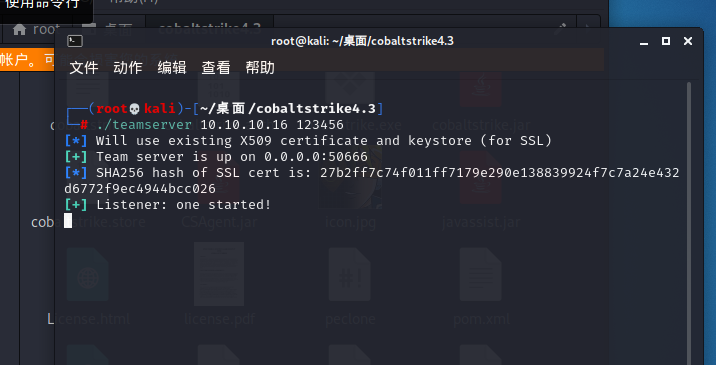 使用命令行
root
桌面
cobaltstrike4.3
root@kali: ~/桌面/cobaltstrike4.3
帐户。可
文件 动作 编辑 查看 帮助
┌──(root💀kali)-[~/桌面/cobaltstrike4.3]
└─# ./teamserver 10.10.10.16 123456
[*] Will use existing X509 certificate and keystore (for SSL)
[+] Team server is up on 0.0.0.0:50666
[*] SHA256 hash of SSL cert is: 27b2ff7c74f011ff7179e290e138839924f7c7a24e432
d6772f9ec4944bcc026
[+] Listener: one started!
CSAgent.jar
icon.jpg
javassist.jar
License.html
license.pdf
peclone
pom.xml